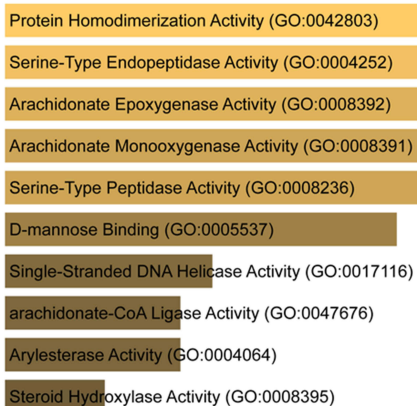 Protein Homodimerization Activity (GO:0042803)
Serine-Type Endopeptidase Activity (GO:0004252)
Arachidonate Epoxygenase Activity (GO:0008392)
Arachidonate Monooxygenase Activity (GO:0008391)
Serine-Type Peptidase Activity (GO:0008236)
D-mannose Binding (GO:0005537)
Single-Stranded DNA Helicase Activity (GO:0017116)
arachidonate-CoA Ligase Activity (GO:0047676)
Arylesterase Activity (GO:0004064)
Steroid Hydroxylase Activity (GO:0008395)